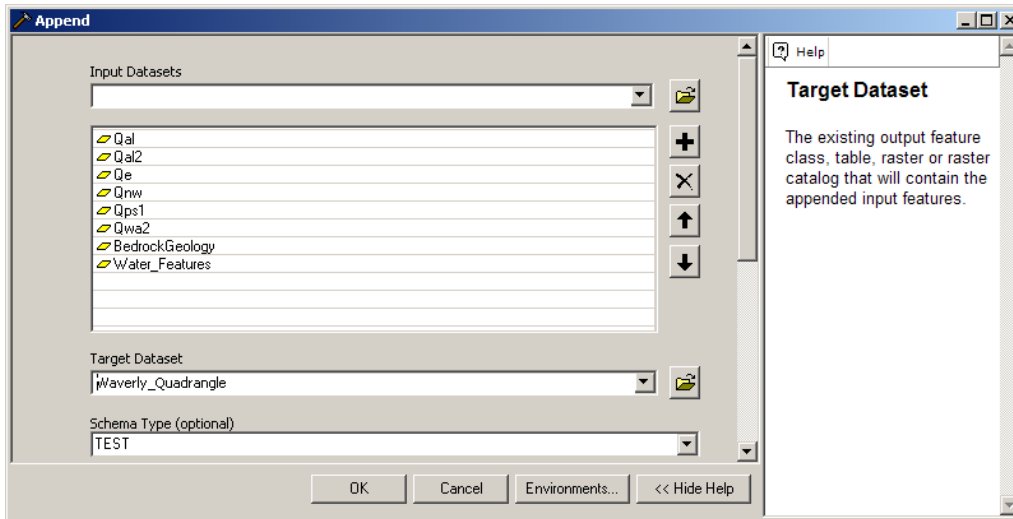 Append
Input Datasets
Qal
Qal2
Qe
Qnw
Qps1
Qwa2
BedrockGeology
Water_Features
Target Dataset
Waverly_Quadrangle
Schema Type (optional)
TEST
OK
Cancel
Environments...
<< Hide Help
Help
Target Dataset
The existing output feature
class, table, raster or raster
catalog that will contain the
appended input features.